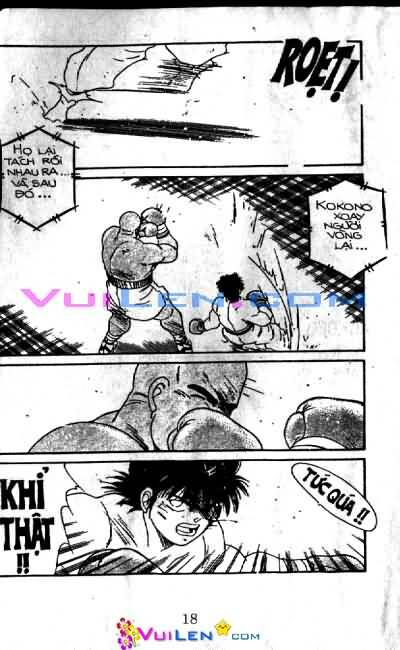 ROẸT!
HỌ LẠI
TÁCH RỜI
NHAU RA...
VÀ SAU
ĐÓ...
KOKONO
XOAY
NGƯỜI
VÒNG
LẠI...
VuiLen.com
TỨC QUÁ!!
KHỈ
THẬT
!!
18
VuiLen.com